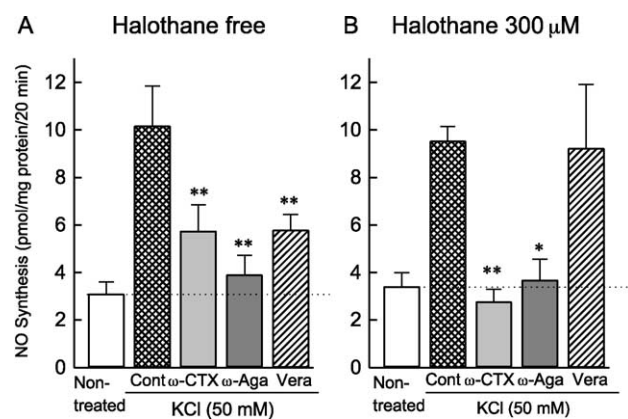 A Halothane free
B Halothane 300 μM
NO Synthesis (pmol/mg protein/20 min)
12
10
8
6
4
2
0
**
**
**
Non-treated
Cont ω-CTX ω-Aga Vera
KCl (50 mM)
12
10
8
6
4
2
0
**
*
Non-treated
Cont ω-CTX ω-Aga Vera
KCl (50 mM)